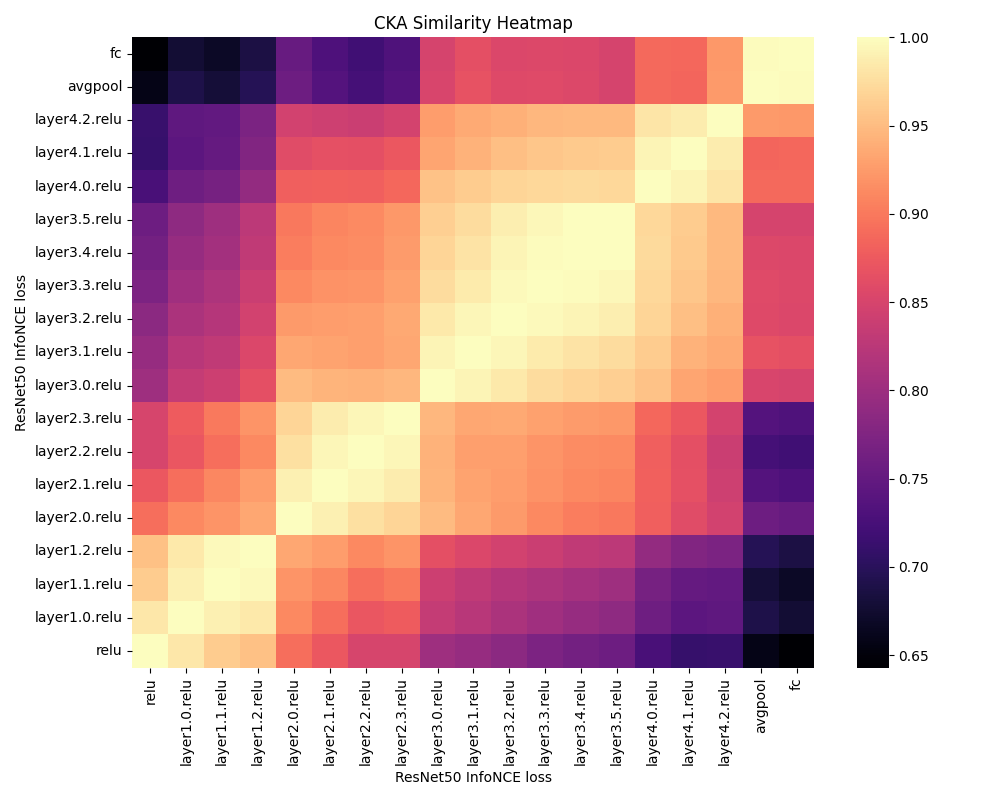 CKA Similarity Heatmap
fc
avgpool
layer4.2.relu
layer4.1.relu
layer4.0.relu
layer3.5.relu
layer3.4.relu
layer3.3.relu
layer3.2.relu
layer3.1.relu
layer3.0.relu
layer2.3.relu
layer2.2.relu
layer2.1.relu
layer2.0.relu
layer1.2.relu
layer1.1.relu
layer1.0.relu
relu
ResNet50 InfoNCE loss
relu
layer1.0.relu
layer1.1.relu
layer1.2.relu
layer2.0.relu
layer2.1.relu
layer2.2.relu
layer2.3.relu
layer3.0.relu
layer3.1.relu
layer3.2.relu
layer3.3.relu
layer3.4.relu
layer3.5.relu
layer4.0.relu
layer4.1.relu
layer4.2.relu
avgpool
fc
ResNet50 InfoNCE loss
1.00
0.95
0.90
0.85
0.80
0.75
0.70
0.65